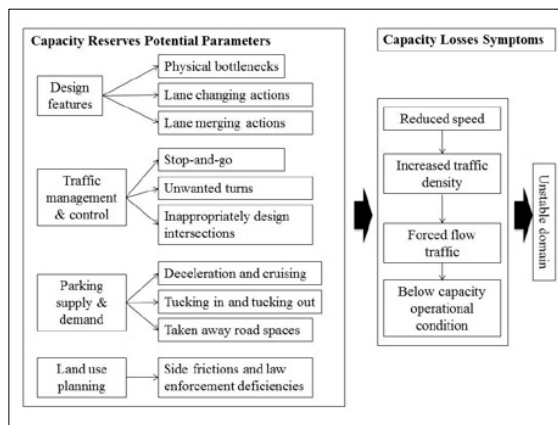 Capacity Reserves Potential Parameters
Design
features
Physical bottlenecks
Lane changing actions
Lane merging actions
Traffic
management
& control
Stop-and-go
Unwanted turns
Inappropriately design
intersections
Parking
supply &
demand
Deceleration and cruising
Tucking in and tucking out
Taken away road spaces
Land use
planning
Side frictions and law
enforcement deficiencies
Capacity Losses Symptoms
Reduced speed
Increased traffic
density
Forced flow
traffic
Below capacity
operational
condition
Unstable domain